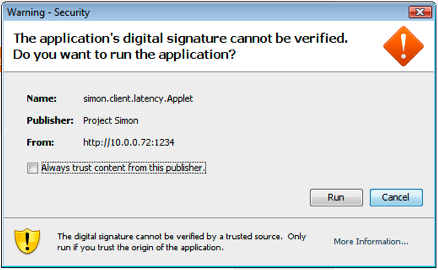 Warning - Security
The application's digital signature cannot be verified.
Do you want to run the application?
Name: simon.client.latency.Applet
Publisher: Project Simon
From: http://10.0.0.72:1234
Always trust content from this publisher.
Run Cancel
The digital signature cannot be verified by a trusted source. Only
run if you trust the origin of the application.
More Information...